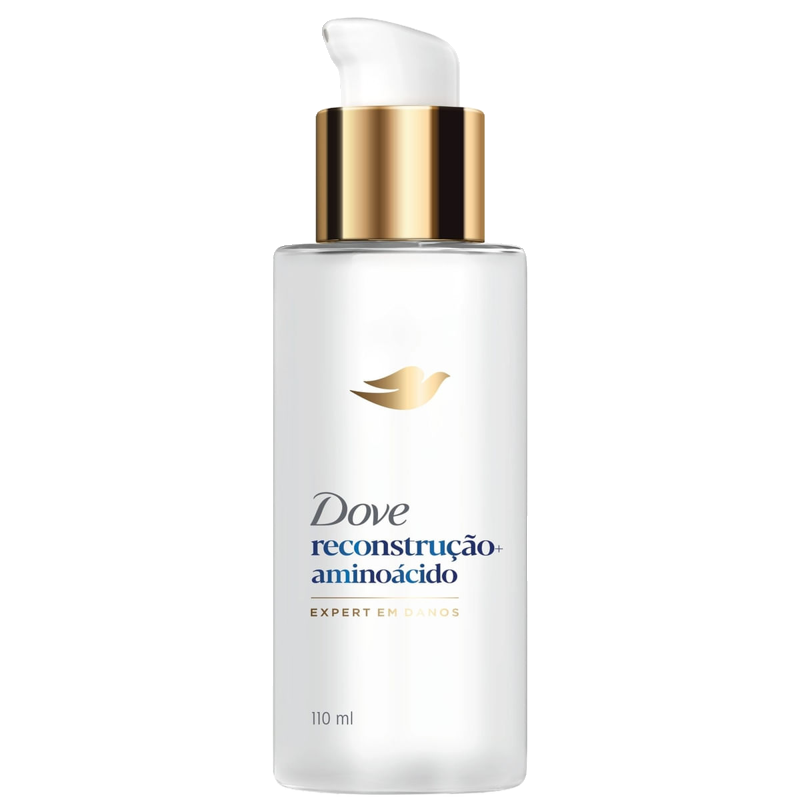 Dove
reconstrução+
aminoácido
EXPERT EM DANOS
110 ml